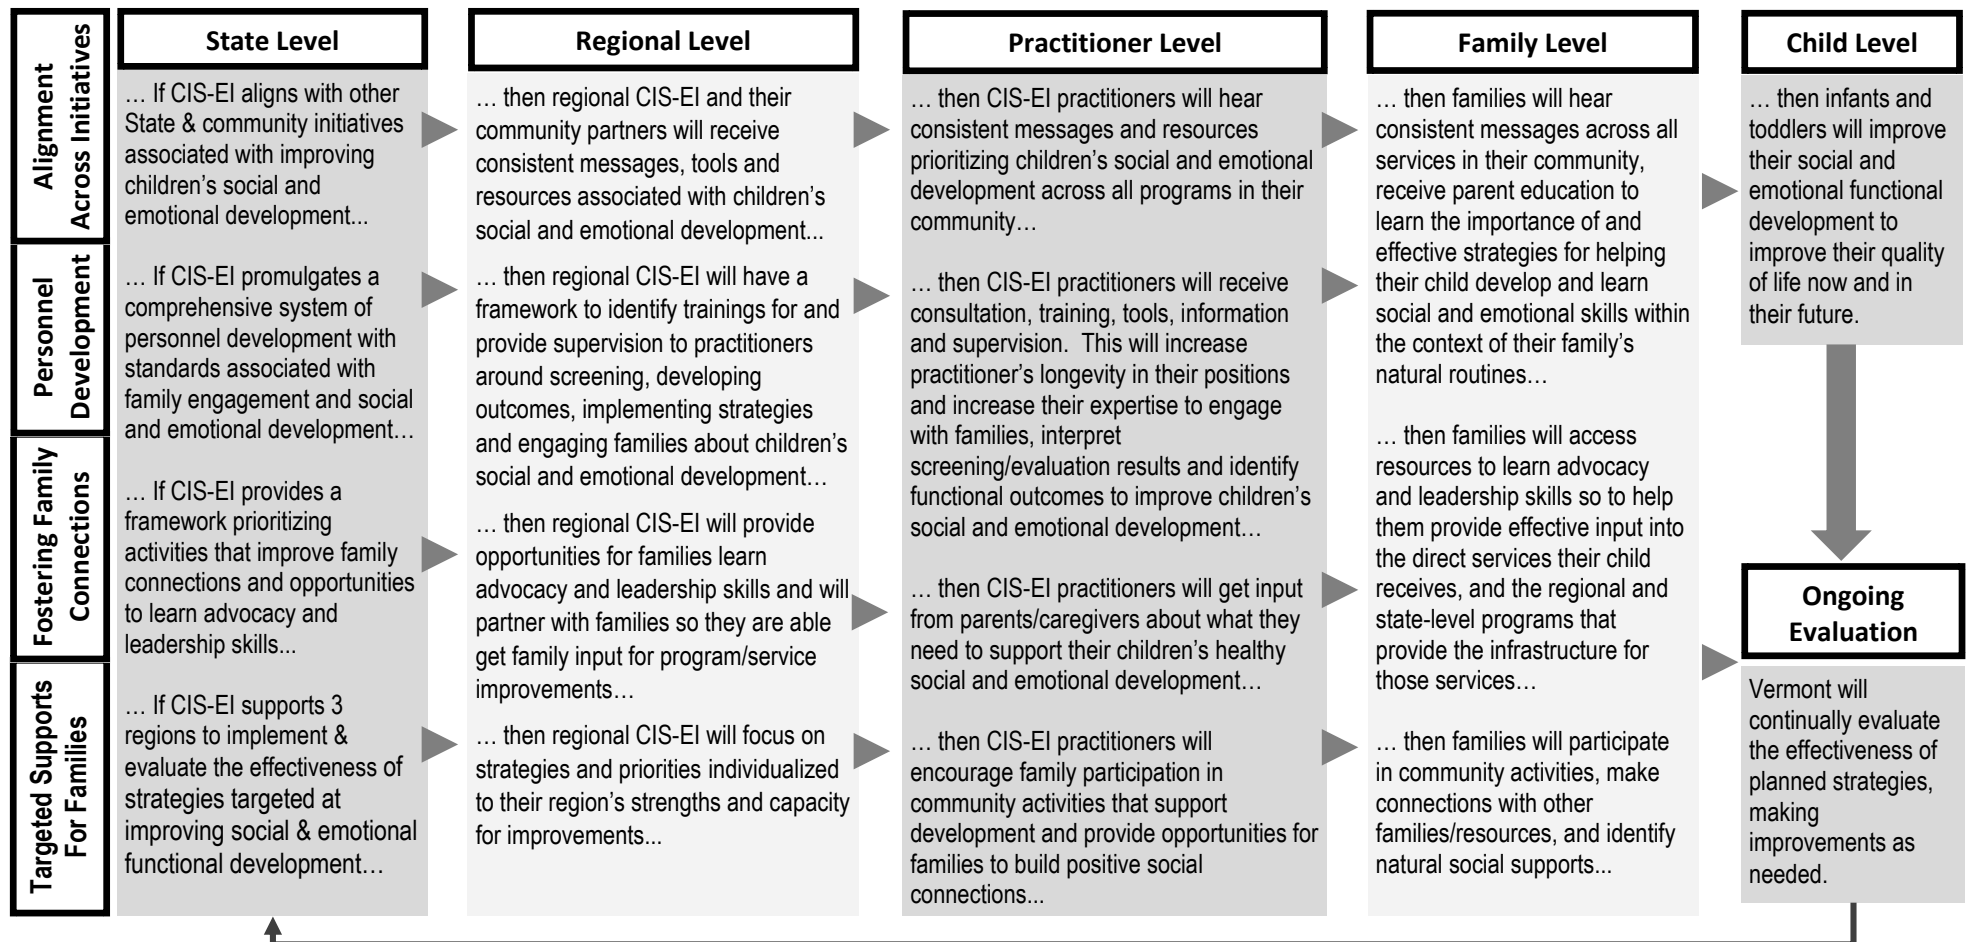 Alignment
Across Initiatives
Personnel
Development
Fostering Family
Connections
Targeted Supports
For Families
State Level
… If CIS-EI aligns with other
State & community initiatives
associated with improving
children’s social and
emotional development...
… If CIS-EI promulgates a
comprehensive system of
personnel development with
standards associated with
family engagement and social
and emotional development…
… If CIS-EI provides a
framework prioritizing
activities that improve family
connections and opportunities
to learn advocacy and
leadership skills...
… If CIS-EI supports 3
regions to implement &
evaluate the effectiveness of
strategies targeted at
improving social & emotional
functional development…
Regional Level
… then regional CIS-EI and their
community partners will receive
consistent messages, tools and
resources associated with children’s
social and emotional development...
… then regional CIS-EI will have a
framework to identify trainings for and
provide supervision to practitioners
around screening, developing
outcomes, implementing strategies
and engaging families about children’s
social and emotional development…
… then regional CIS-EI will provide
opportunities for families learn
advocacy and leadership skills and will
partner with families so they are able
get family input for program/service
improvements…
… then regional CIS-EI will focus on
strategies and priorities individualized
to their region’s strengths and capacity
for improvements...
Practitioner Level
… then CIS-EI practitioners will hear
consistent messages and resources
prioritizing children’s social and emotional
development across all programs in their
community…
… then CIS-EI practitioners will receive
consultation, training, tools, information
and supervision.  This will increase
practitioner’s longevity in their positions
and increase their expertise to engage
with families, interpret
screening/evaluation results and identify
functional outcomes to improve children’s
social and emotional development…
… then CIS-EI practitioners will get input
from parents/caregivers about what they
need to support their children’s healthy
social and emotional development…
… then CIS-EI practitioners will
encourage family participation in
community activities that support
development and provide opportunities for
families to build positive social
connections...
Family Level
… then families will hear
consistent messages across all
services in their community,
receive parent education to
learn the importance of and
effective strategies for helping
their child develop and learn
social and emotional skills within
the context of their family’s
natural routines…
… then families will access
resources to learn advocacy
and leadership skills so to help
them provide effective input into
the direct services their child
receives, and the regional and
state-level programs that
provide the infrastructure for
those services…
… then families will participate
in community activities, make
connections with other
families/resources, and identify
natural social supports...
Child Level
… then infants and
toddlers will improve
their social and
emotional functional
development to
improve their quality
of life now and in
their future.
Ongoing
Evaluation
Vermont will
continually evaluate
the effectiveness of
planned strategies,
making
improvements as
needed.